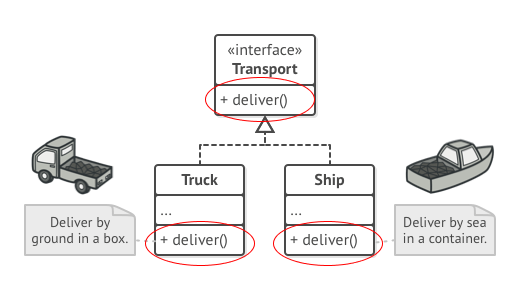 «interface»
Transport
+ deliver()
Truck
...
+ deliver()
Ship
...
+ deliver()
Deliver by
ground in a box.
Deliver by sea
in a container.